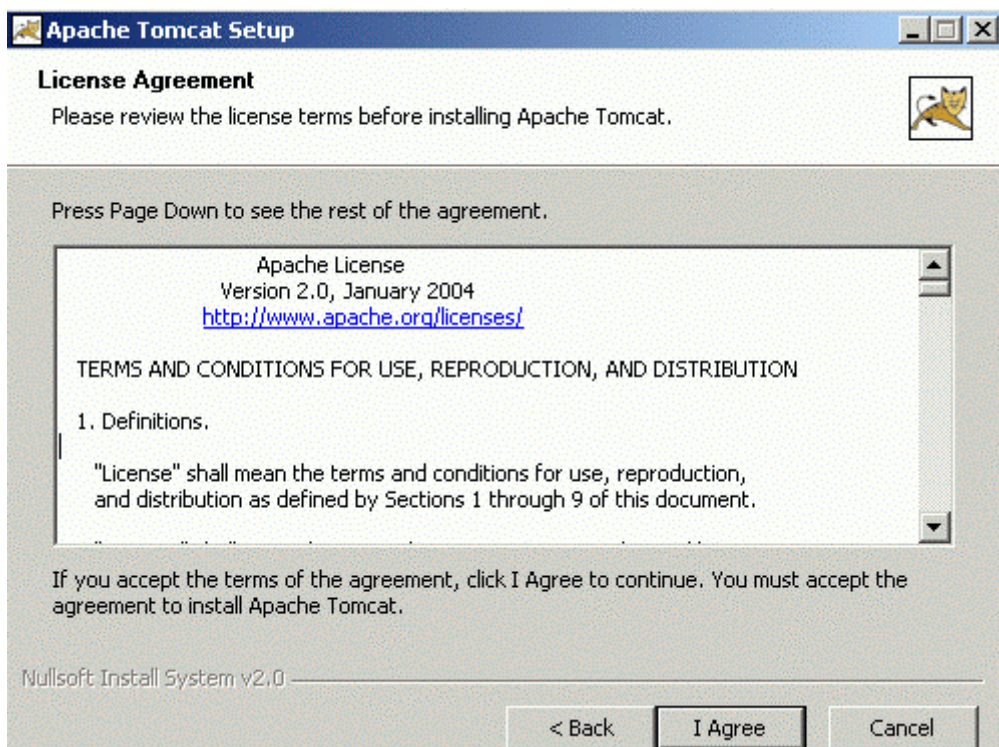 Apache Tomcat Setup
License Agreement
Please review the license terms before installing Apache Tomcat.
Press Page Down to see the rest of the agreement.
Apache License
Version 2.0, January 2004
http://www.apache.org/licenses/
TERMS AND CONDITIONS FOR USE, REPRODUCTION, AND DISTRIBUTION
1. Definitions.
"License" shall mean the terms and conditions for use, reproduction,
and distribution as defined by Sections 1 through 9 of this document.
If you accept the terms of the agreement, click I Agree to continue. You must accept the
agreement to install Apache Tomcat.
Nullsoft Install System v2.0
< Back
I Agree
Cancel